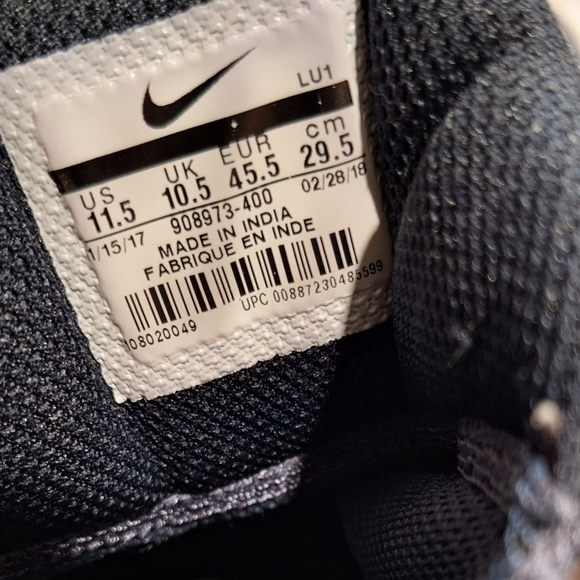 LU1
US UK EUR cm
11.5 10.5 45.5 29.5
1/15/17 908973-400 02/28/18
MADE IN INDIA
FABRIQUE EN INDE
108020049 UPC 00887230485599